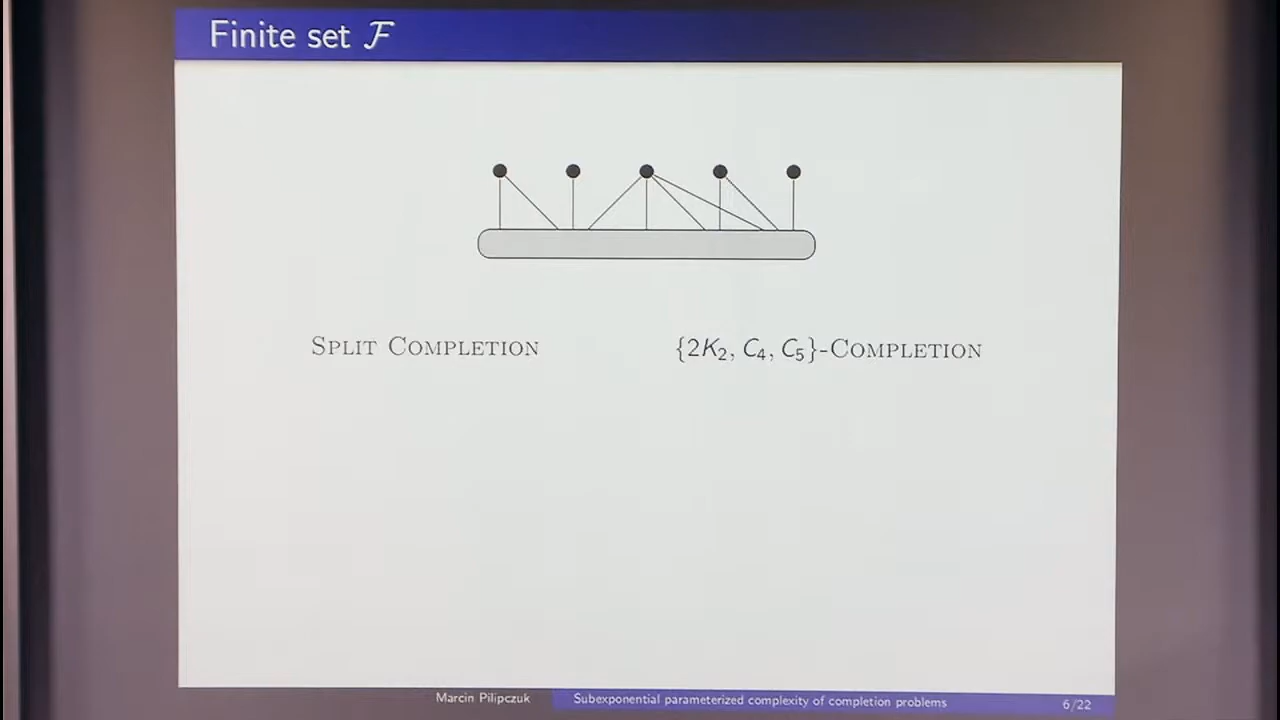 Finite set ℱ
SPLIT COMPLETION
{2K₂, C₄, C₅}-COMPLETION
Marcin Pilipczuk
Subexponential parameterized complexity of completion problems
6/22